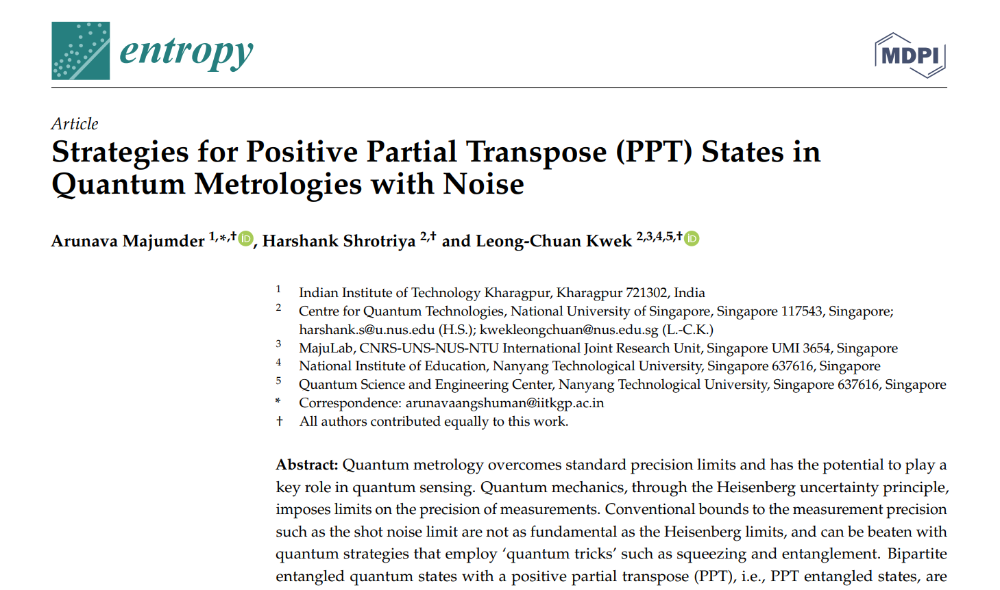 entropy
MDPI
Article
Strategies for Positive Partial Transpose (PPT) States in
Quantum Metrologies with Noise
Arunava Majumder 1,*,† iD, Harshank Shrotriya 2,† and Leong-Chuan Kwek 2,3,4,5,† iD
1 Indian Institute of Technology Kharagpur, Kharagpur 721302, India
2 Centre for Quantum Technologies, National University of Singapore, Singapore 117543, Singapore;
harshank.s@u.nus.edu (H.S.); kwekleongchuan@nus.edu.sg (L.-C.K.)
3 MajuLab, CNRS-UNS-NUS-NTU International Joint Research Unit, Singapore UMI 3654, Singapore
4 National Institute of Education, Nanyang Technological University, Singapore 637616, Singapore
5 Quantum Science and Engineering Center, Nanyang Technological University, Singapore 637616, Singapore
* Correspondence: arunavaangshuman@iitkgp.ac.in
† All authors contributed equally to this work.
Abstract: Quantum metrology overcomes standard precision limits and has the potential to play a
key role in quantum sensing. Quantum mechanics, through the Heisenberg uncertainty principle,
imposes limits on the precision of measurements. Conventional bounds to the measurement precision
such as the shot noise limit are not as fundamental as the Heisenberg limits, and can be beaten with
quantum strategies that employ ‘quantum tricks’ such as squeezing and entanglement. Bipartite
entangled quantum states with a positive partial transpose (PPT), i.e., PPT entangled states, are